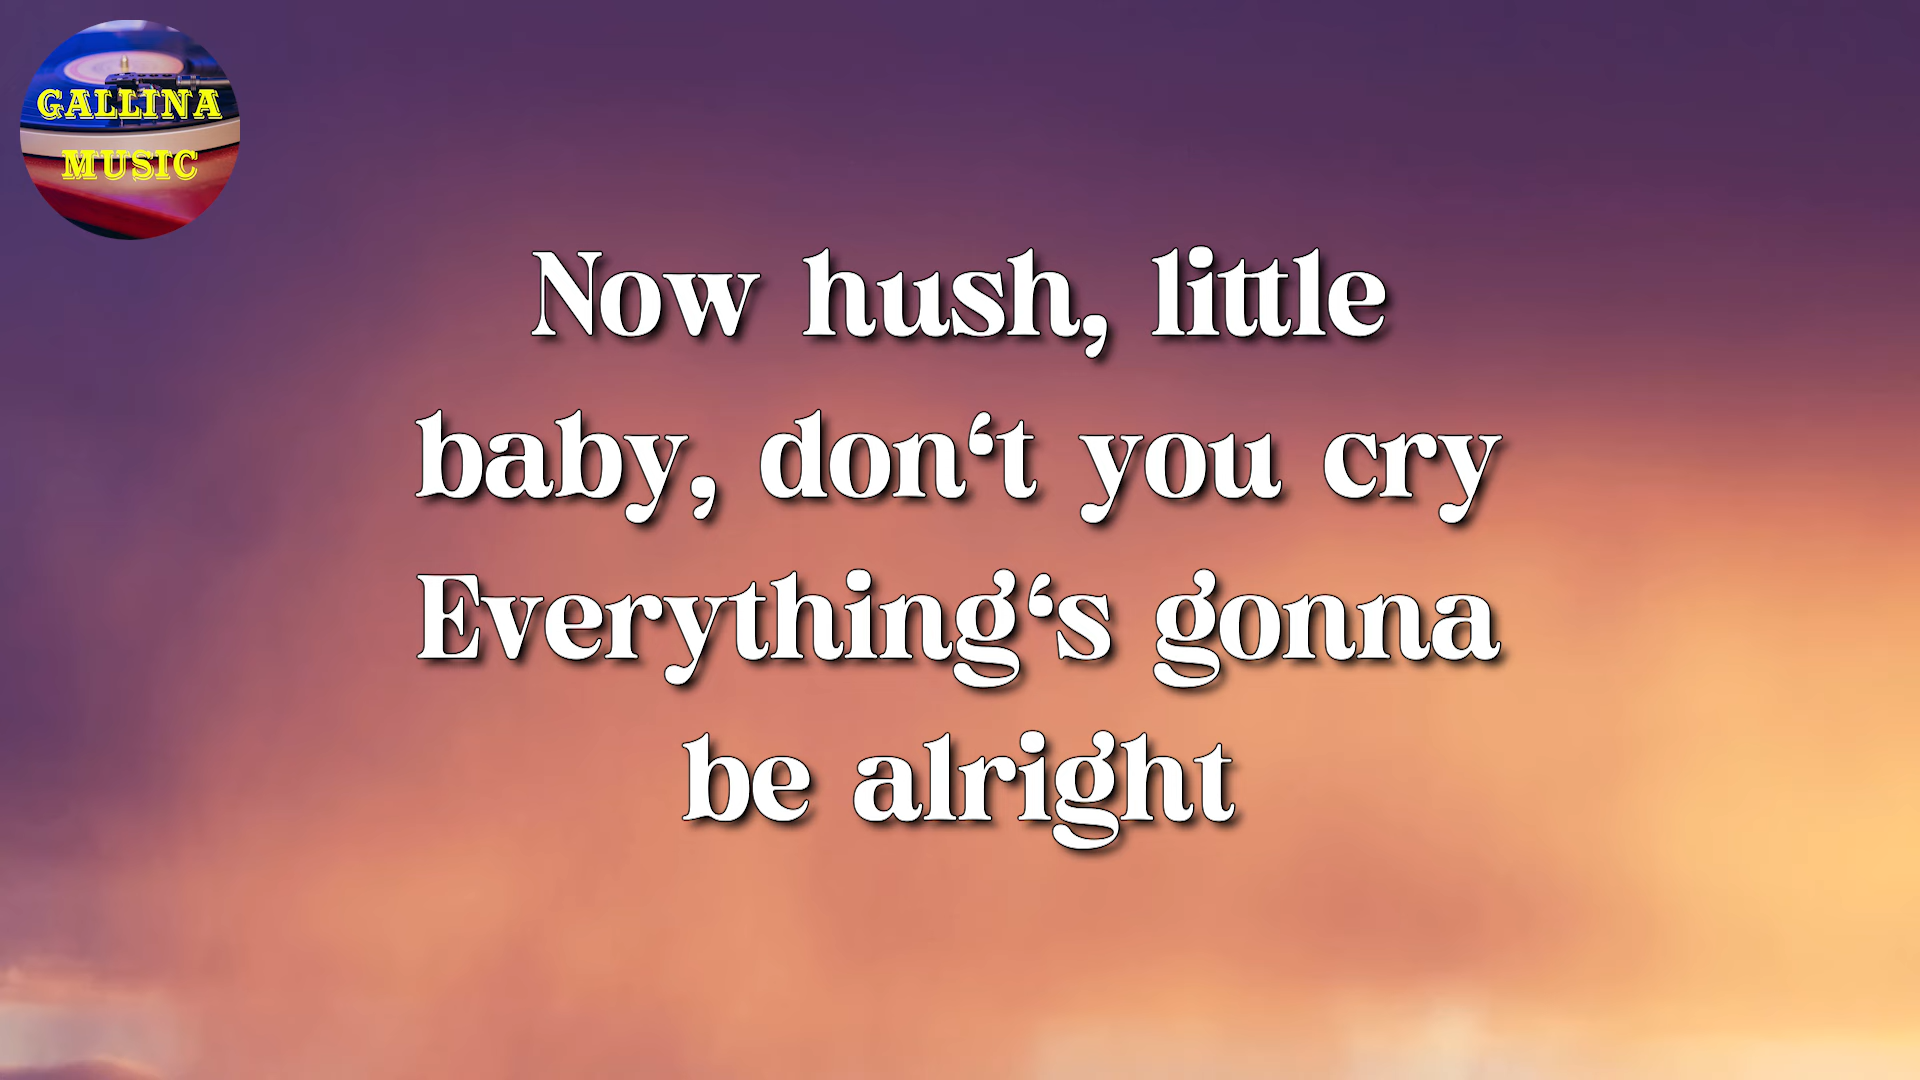 GALLINA
MUSIC
Now hush, little
baby, don‘t you cry
Everything‘s gonna
be alright